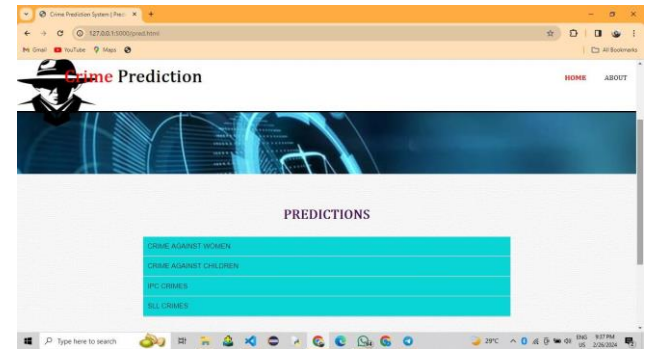 Crime Prediction System | Pred
127.0.0.1:5000/pred.html
Gmail
YouTube
Maps
All Bookmarks
Crime Prediction
HOME
ABOUT
PREDICTIONS
CRIME AGAINST WOMEN
CRIME AGAINST CHILDREN
IPC CRIMES
SLL CRIMES
Type here to search
29°C
ENG
US
9:37 PM
2/26/2024